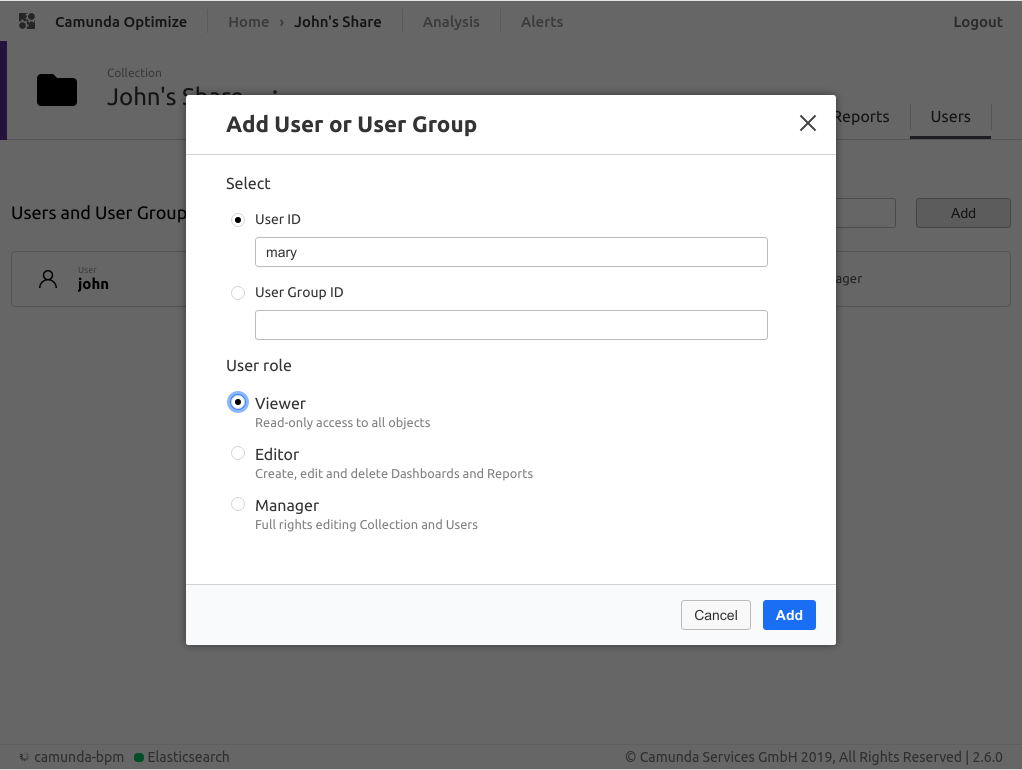 Camunda Optimize Home › John's Share Analysis Alerts Logout
Collection
John's Share
Reports Users
Add User or User Group
Select
Users and User Group
Add
User ID
mary
User
john
User Group ID
User role
Viewer
Read-only access to all objects
Editor
Create, edit and delete Dashboards and Reports
Manager
Full rights editing Collection and Users
Cancel Add
camunda-bpm Elasticsearch © Camunda Services GmbH 2019, All Rights Reserved | 2.6.0